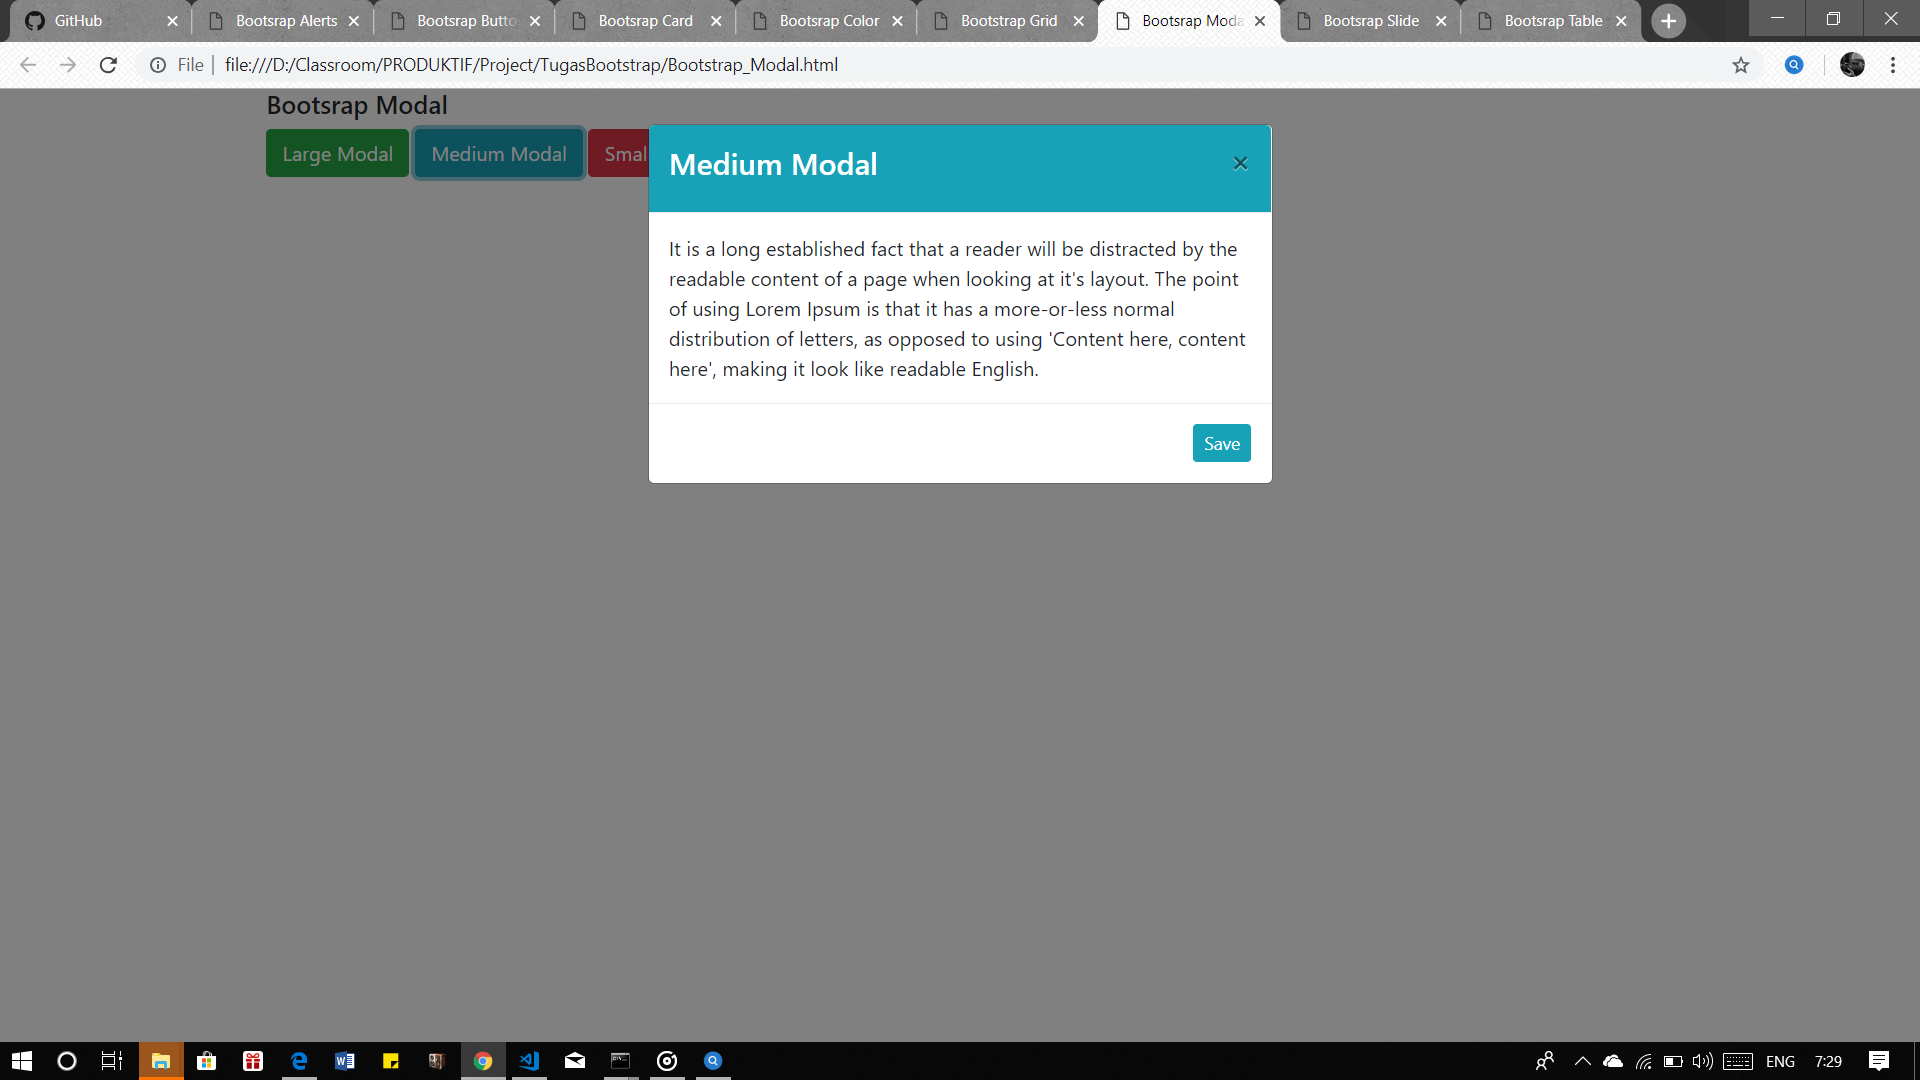 GitHub
Bootsrap Alerts
Bootsrap Butto
Bootsrap Card
Bootsrap Color
Bootstrap Grid
Bootsrap Moda
Bootsrap Slide
Bootsrap Table
File | file:///D:/Classroom/PRODUKTIF/Project/TugasBootstrap/Bootstrap_Modal.html
Bootsrap Modal
Large Modal
Medium Modal
Smal
Medium Modal
×
It is a long established fact that a reader will be distracted by the
readable content of a page when looking at it's layout. The point
of using Lorem Ipsum is that it has a more-or-less normal
distribution of letters, as opposed to using 'Content here, content
here', making it look like readable English.
Save
ENG
7:29